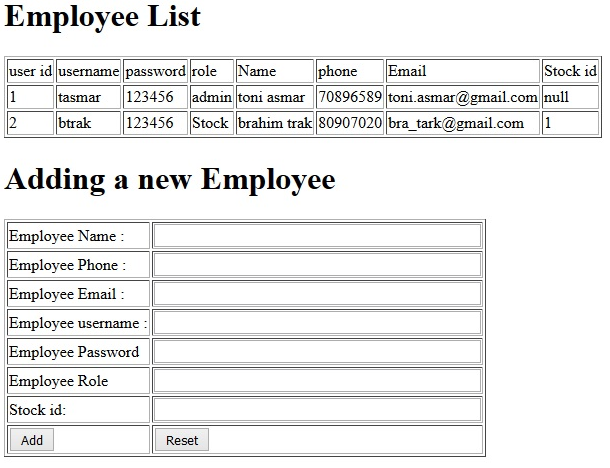 Employee List
user id username password role Name phone Email Stock id
1 tasmar 123456 admin toni asmar 70896589 toni.asmar@gmail.com null
2 btrak 123456 Stock brahim trak 80907020 bra_tark@gmail.com 1
Adding a new Employee
Employee Name :
Employee Phone :
Employee Email :
Employee username :
Employee Password
Employee Role
Stock id:
Add Reset